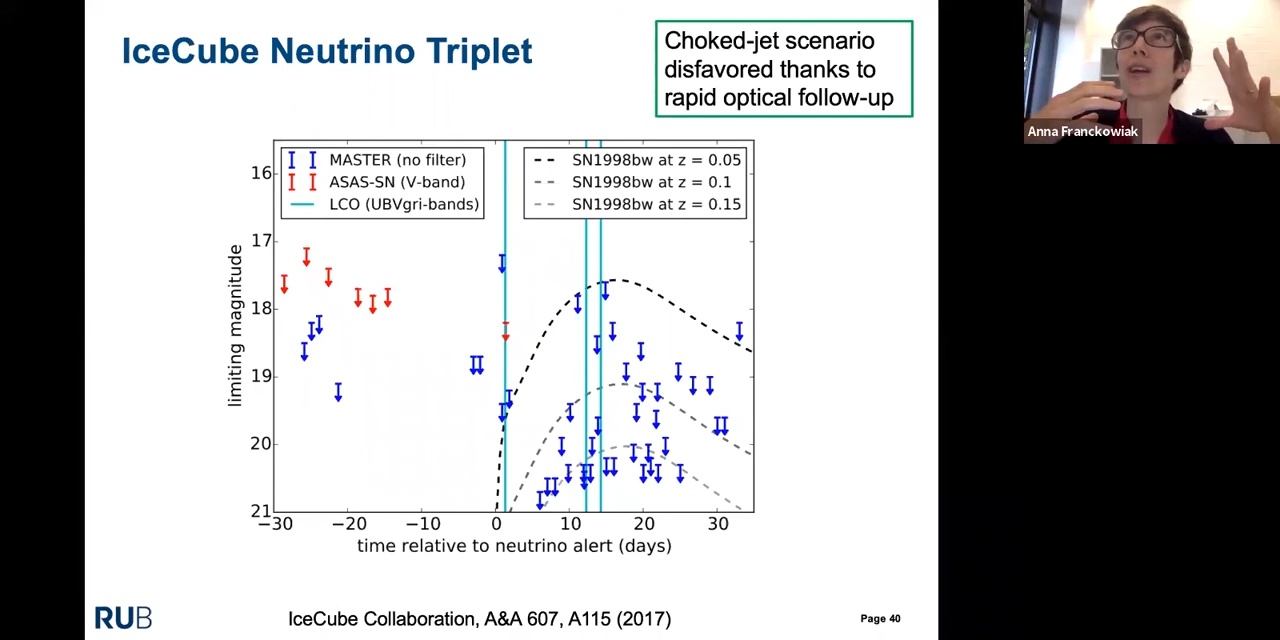 IceCube Neutrino Triplet
Choked-jet scenario
disfavored thanks to
rapid optical follow-up
Anna Franckowiak
MASTER (no filter)
ASAS-SN (V-band)
LCO (UBVgri-bands)
SN1998bw at z = 0.05
SN1998bw at z = 0.1
SN1998bw at z = 0.15
limiting magnitude
16
17
18
19
20
21
−30
−20
−10
0
10
20
30
time relative to neutrino alert (days)
RUB
IceCube Collaboration, A&A 607, A115 (2017)
Page 40